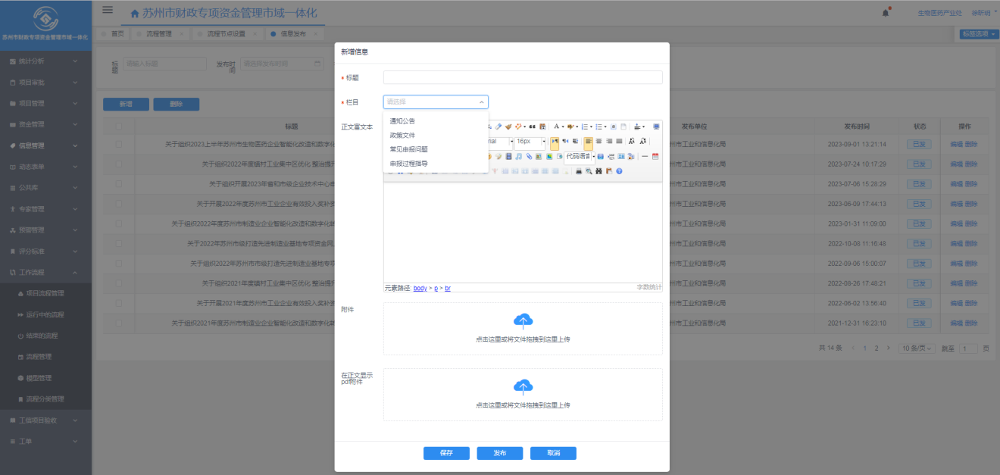 苏州市财政专项资金管理市域一体化
苏州市财政专项资金管理市域一体化
生物医药产业处 徐昕明
首页 × 流程管理 × 流程节点设置 × 信息发布 ×
标签选项
统计分析
项目审批
项目管理
资金管理
信息管理
动态表单
公共库
专家管理
预警管理
评分标准
工作流程
项目流程管理
运行中的流程
结束的流程
流程管理
模型管理
流程分类管理
工信项目验收
工单
标题 请输入标题 发布时间 请选择发布时间
新增 删除
标题 发布单位 发布时间 状态 操作
关于组织2023上半年苏州市生物医药企业智能化改造和数字化 州市工业和信息化局 2023-09-01 13:21:14 已发 编辑 删除
关于组织2022年度镇村工业集中区优化 整治提升 州市工业和信息化局 2023-07-24 10:17:29 已发 编辑 删除
关于组织开展2023年省和市级企业技术中心申 州市工业和信息化局 2023-07-06 15:28:29 已发 编辑 删除
关于开展2022年度苏州市工业企业有效投入奖补资 州市工业和信息化局 2023-06-09 17:44:13 已发 编辑 删除
关于组织2022年度苏州市制造业企业智能化改造和数字化转 州市工业和信息化局 2023-01-31 11:09:00 已发 编辑 删除
关于2022年苏州市级打造先进制造业基地专项资金网 州市工业和信息化局 2022-10-08 11:16:48 已发 编辑 删除
关于组织2022年苏州市市级打造先进制造业基地专项 州市工业和信息化局 2022-09-06 15:00:07 已发 编辑 删除
关于组织2021年度镇村工业集中区优化 整治提升 州市工业和信息化局 2022-08-26 17:48:21 已发 编辑 删除
关于开展2021年度苏州市工业企业有效投入奖补资 州市工业和信息化局 2022-06-02 13:56:40 已发 编辑 删除
关于组织2021年度苏州市制造业企业智能化改造和数字化转 州市工业和信息化局 2021-12-31 16:23:10 已发 编辑 删除
共 14 条 < 1 2 > 10 条/页 跳至 1 页
新增信息
* 标题
* 栏目 请选择
通知公告
政策文件
常见申报问题
申报过程指导
正文富文本
rial 16px
代码语言
元素路径: body > p > br 字数统计
附件
点击这里或将文件拖拽到这里上传
在正文显示
pdf附件
点击这里或将文件拖拽到这里上传
保存 发布 取消